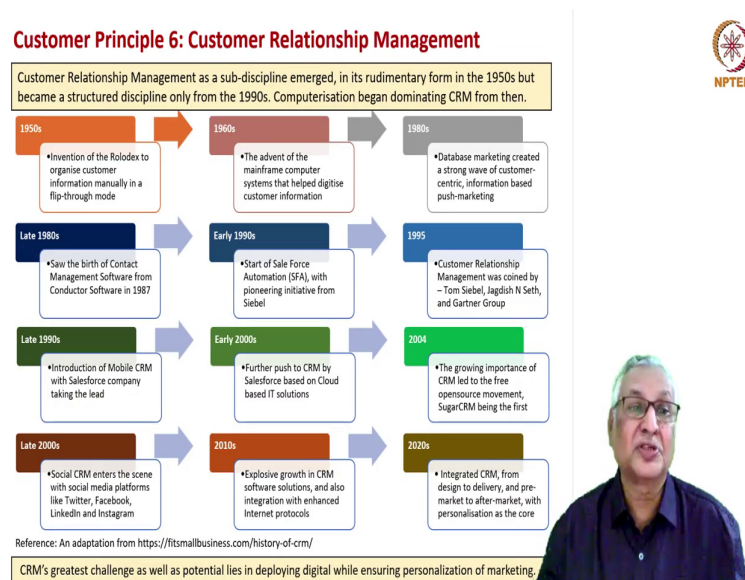 Customer Principle 6: Customer Relationship Management
NPTEL
Customer Relationship Management as a sub-discipline emerged, in its rudimentary form in the 1950s but
became a structured discipline only from the 1990s. Computerisation began dominating CRM from then.
1950s
•Invention of the Rolodex to
organise customer
information manually in a
flip-through mode
1960s
•The advent of the
mainframe computer
systems that helped digitise
customer information
1980s
•Database marketing created
a strong wave of customer-
centric, information based
push-marketing
Late 1980s
•Saw the birth of Contact
Management Software from
Conductor Software in 1987
Early 1990s
•Start of Sale Force
Automation (SFA), with
pioneering initiative from
Siebel
1995
•Customer Relationship
Management was coined by
– Tom Siebel, Jagdish N Seth,
and Gartner Group
Late 1990s
•Introduction of Mobile CRM
with Salesforce company
taking the lead
Early 2000s
•Further push to CRM by
Salesforce based on Cloud
based IT solutions
2004
•The growing importance of
CRM led to the free
opensource movement,
SugarCRM being the first
Late 2000s
•Social CRM enters the scene
with social media platforms
like Twitter, Facebook,
LinkedIn and Instagram
2010s
•Explosive growth in CRM
software solutions, and also
integration with enhanced
Internet protocols
2020s
• Integrated CRM, from
design to delivery, and pre-
market to after-market, with
personalisation as the core
Reference: An adaptation from https://fitsmallbusiness.com/history-of-crm/
CRM's greatest challenge as well as potential lies in deploying digital while ensuring personalization of marketing.